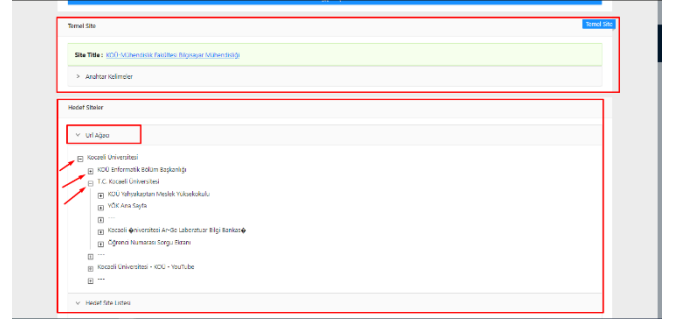 Temel Site
Temel Site
Site Title : KOÜ-Mühendislik Fakültesi Bilgisayar Mühendisliği
Anahtar Kelimeler
Hedef Siteler
Url Ağacı
Kocaeli Üniversitesi
KOÜ Enformatik Bölüm Başkanlığı
T.C. Kocaeli Üniversitesi
KOÜ Yahyakaptan Meslek Yüksekokulu
YÖK Ana Sayfa
---
Kocaeli �niversitesi Ar-Ge Laboratuar Bilgi Bankas�
Öğrenci Numarası Sorgu Ekranı
---
Kocaeli Üniversitesi - KOÜ - YouTube
---
Hedef Site Listesi